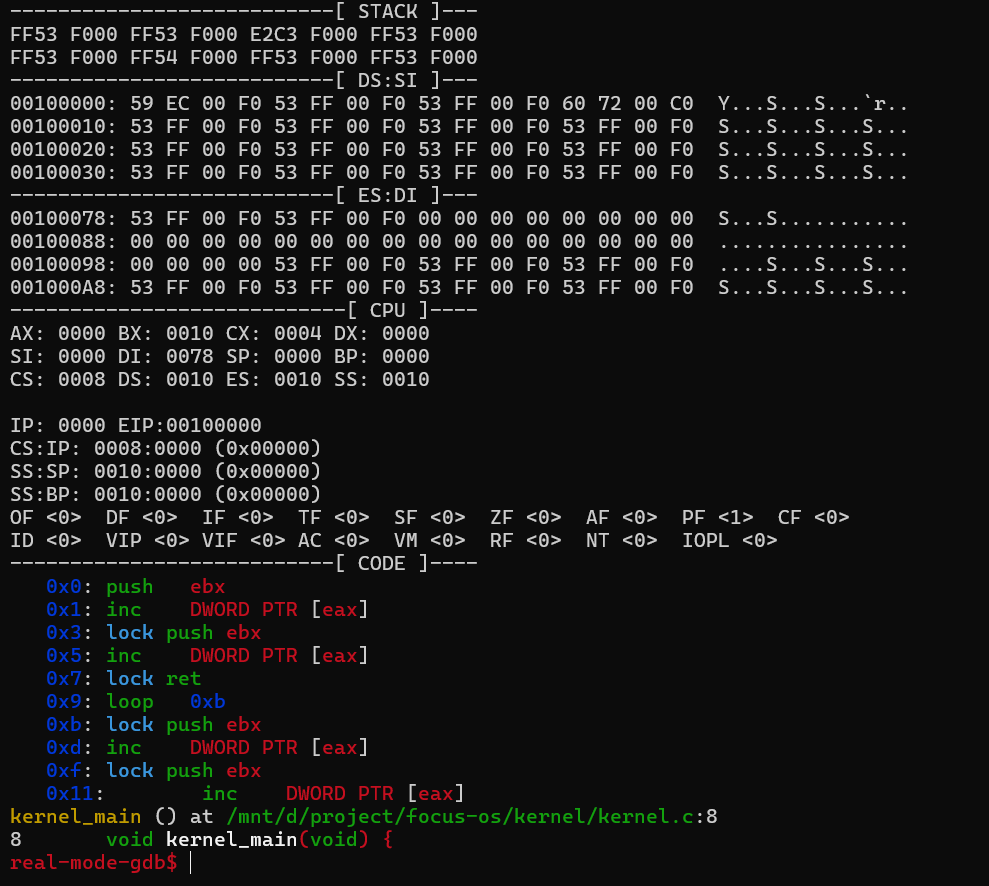 ---------------------------[ STACK ]---
FF53 F000 FF53 F000 E2C3 F000 FF53 F000
FF53 F000 FF54 F000 FF53 F000 FF53 F000
---------------------------[ DS:SI ]---
00100000: 59 EC 00 F0 53 FF 00 F0 53 FF 00 F0 60 72 00 C0  Y...S...S...`r..
00100010: 53 FF 00 F0 53 FF 00 F0 53 FF 00 F0 53 FF 00 F0  S...S...S...S...
00100020: 53 FF 00 F0 53 FF 00 F0 53 FF 00 F0 53 FF 00 F0  S...S...S...S...
00100030: 53 FF 00 F0 53 FF 00 F0 53 FF 00 F0 53 FF 00 F0  S...S...S...S...
---------------------------[ ES:DI ]---
00100078: 53 FF 00 F0 53 FF 00 F0 00 00 00 00 00 00 00 00  S...S...........
00100088: 00 00 00 00 00 00 00 00 00 00 00 00 00 00 00 00  ................
00100098: 00 00 00 00 53 FF 00 F0 53 FF 00 F0 53 FF 00 F0  ....S...S...S...
001000A8: 53 FF 00 F0 53 FF 00 F0 53 FF 00 F0 53 FF 00 F0  S...S...S...S...
----------------------------[ CPU ]----
AX: 0000 BX: 0010 CX: 0004 DX: 0000
SI: 0000 DI: 0078 SP: 0000 BP: 0000
CS: 0008 DS: 0010 ES: 0010 SS: 0010
IP: 0000 EIP:00100000
CS:IP: 0008:0000 (0x00000)
SS:SP: 0010:0000 (0x00000)
SS:BP: 0010:0000 (0x00000)
OF <0>  DF <0>  IF <0>  TF <0>  SF <0>  ZF <0>  AF <0>  PF <1>  CF <0>
ID <0>  VIP <0> VIF <0> AC <0>  VM <0>  RF <0>  NT <0>  IOPL <0>
---------------------------[ CODE ]----
   0x0: push   ebx
   0x1: inc    DWORD PTR [eax]
   0x3: lock push ebx
   0x5: inc    DWORD PTR [eax]
   0x7: lock ret
   0x9: loop   0xb
   0xb: lock push ebx
   0xd: inc    DWORD PTR [eax]
   0xf: lock push ebx
   0x11:        inc    DWORD PTR [eax]
kernel_main () at /mnt/d/project/focus-os/kernel/kernel.c:8
8       void kernel_main(void) {
real-mode-gdb$